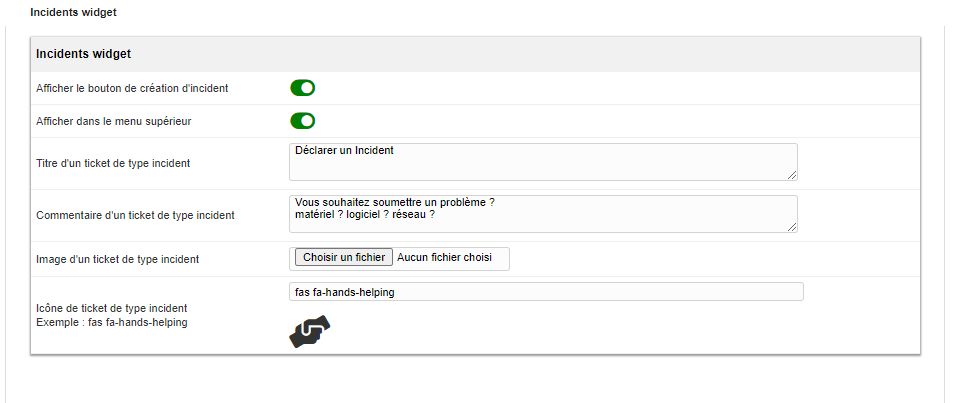 Incidents widget
Incidents widget
Afficher le bouton de création d'incident
Afficher dans le menu supérieur
Titre d'un ticket de type incident
Déclarer un Incident
Commentaire d'un ticket de type incident
Vous souhaitez soumettre un problème ?
matériel ? logiciel ? réseau ?
Image d'un ticket de type incident
Choisir un fichier Aucun fichier choisi
Icône de ticket de type incident
Exemple : fas fa-hands-helping
fas fa-hands-helping